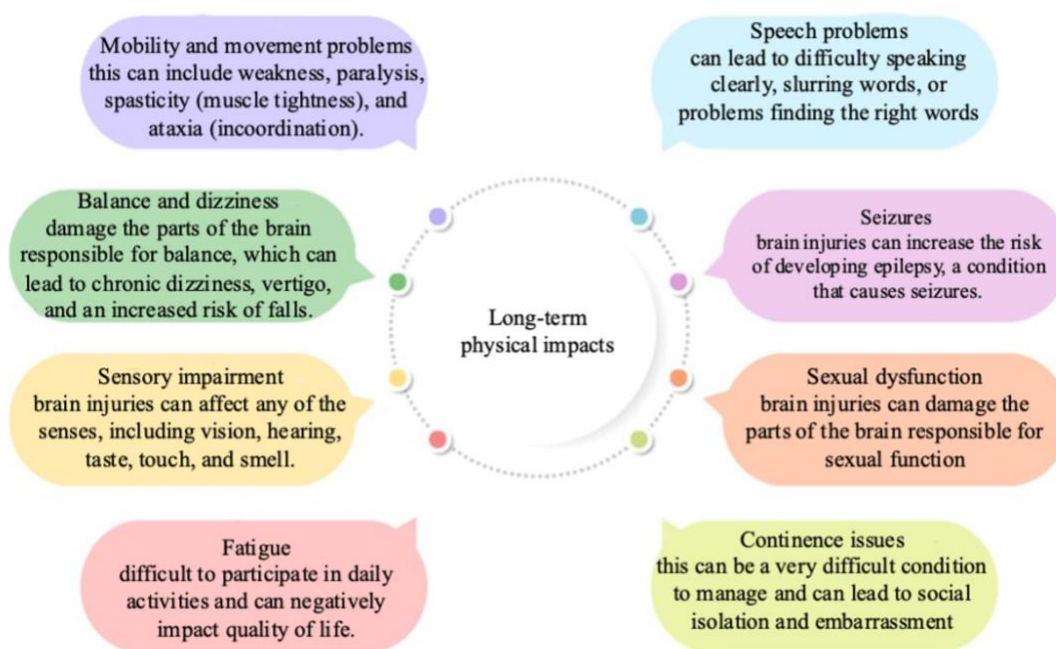 Mobility and movement problems
this can include weakness, paralysis,
spasticity (muscle tightness), and
ataxia (incoordination).
Balance and dizziness
damage the parts of the brain
responsible for balance, which can
lead to chronic dizziness, vertigo,
and an increased risk of falls.
Sensory impairment
brain injuries can affect any of the
senses, including vision, hearing,
taste, touch, and smell.
Fatigue
difficult to participate in daily
activities and can negatively
impact quality of life.
Long-term
physical impacts
Speech problems
can lead to difficulty speaking
clearly, slurring words, or
problems finding the right words
Seizures
brain injuries can increase the risk
of developing epilepsy, a condition
that causes seizures.
Sexual dysfunction
brain injuries can damage the
parts of the brain responsible for
sexual function
Continence issues
this can be a very difficult condition
to manage and can lead to social
isolation and embarrassment